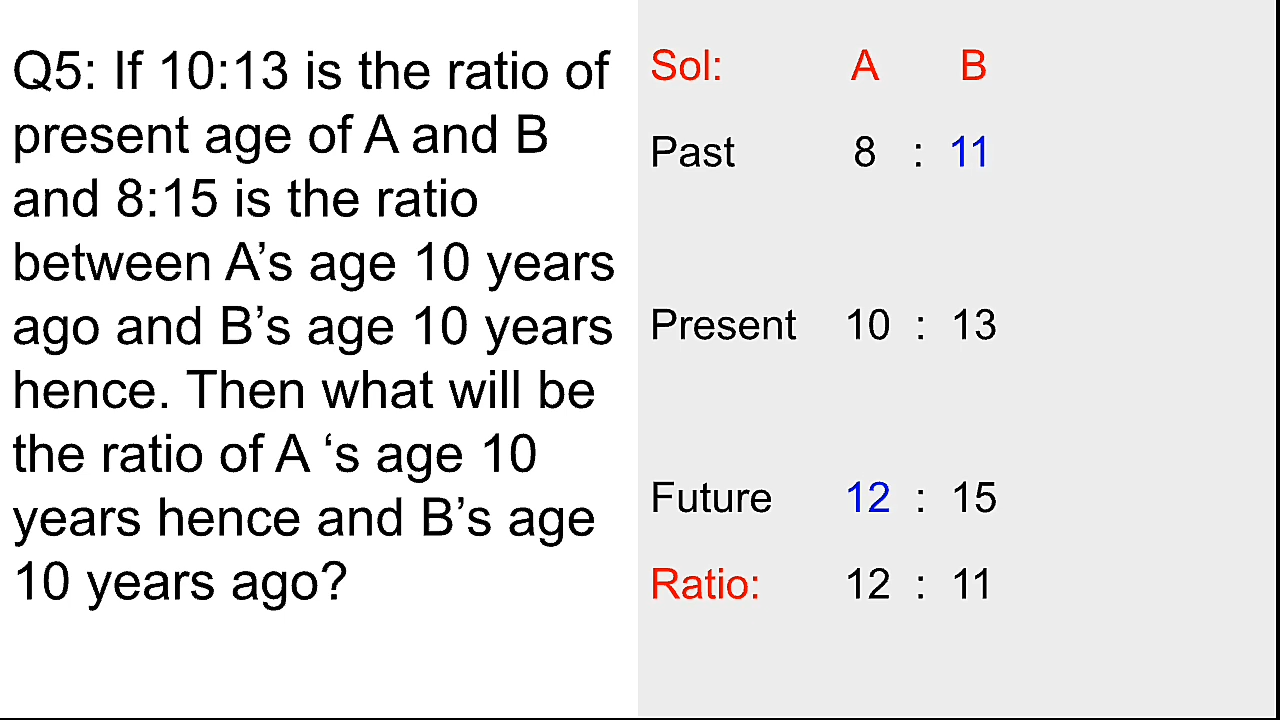 Q5: If 10:13 is the ratio of
present age of A and B
and 8:15 is the ratio
between A’s age 10 years
ago and B’s age 10 years
hence. Then what will be
the ratio of A ‘s age 10
years hence and B’s age
10 years ago?
Sol: A B
Past 8 : 11
Present 10 : 13
Future 12 : 15
Ratio: 12 : 11